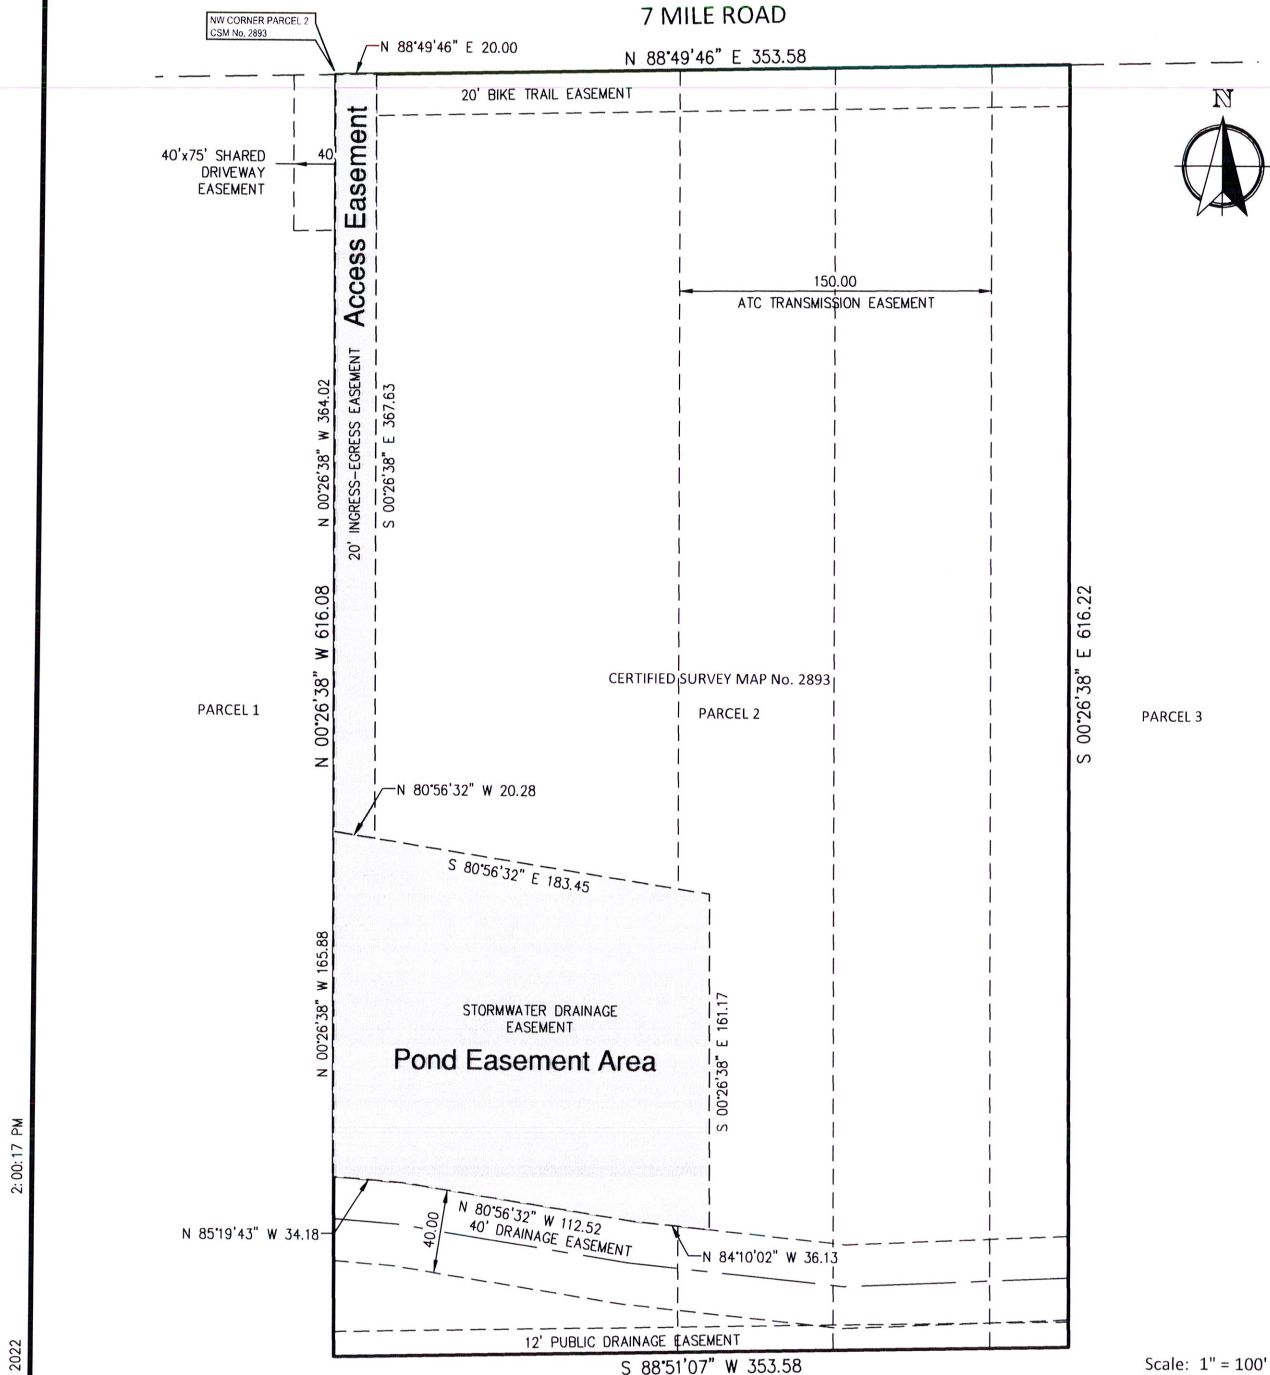 7 MILE ROAD
NW CORNER PARCEL 2
CSM No. 2893
N 88°49'46" E 20.00
N 88°49'46" E 353.58
20' BIKE TRAIL EASEMENT
N
40'x75' SHARED
DRIVEWAY
EASEMENT
40
Access Easement
20' INGRESS-EGRESS EASEMENT
N 00°26'38" W 364.02
S 00°26'38" E 367.63
150.00
ATC TRANSMISSION EASEMENT
N 00°26'38" W 616.08
S 00°26'38" E 616.22
CERTIFIED SURVEY MAP No. 2893
PARCEL 1
PARCEL 2
PARCEL 3
N 80°56'32" W 20.28
S 80°56'32" E 183.45
N 00°26'38" W 165.88
STORMWATER DRAINAGE
EASEMENT
Pond Easement Area
S 00°26'38" E 161.17
N 85°19'43" W 34.18
40.00
N 80°56'32" W 112.52
40' DRAINAGE EASEMENT
N 84°10'02" W 36.13
12' PUBLIC DRAINAGE EASEMENT
S 88°51'07" W 353.58
Scale: 1" = 100'
2:00:17 PM
2022